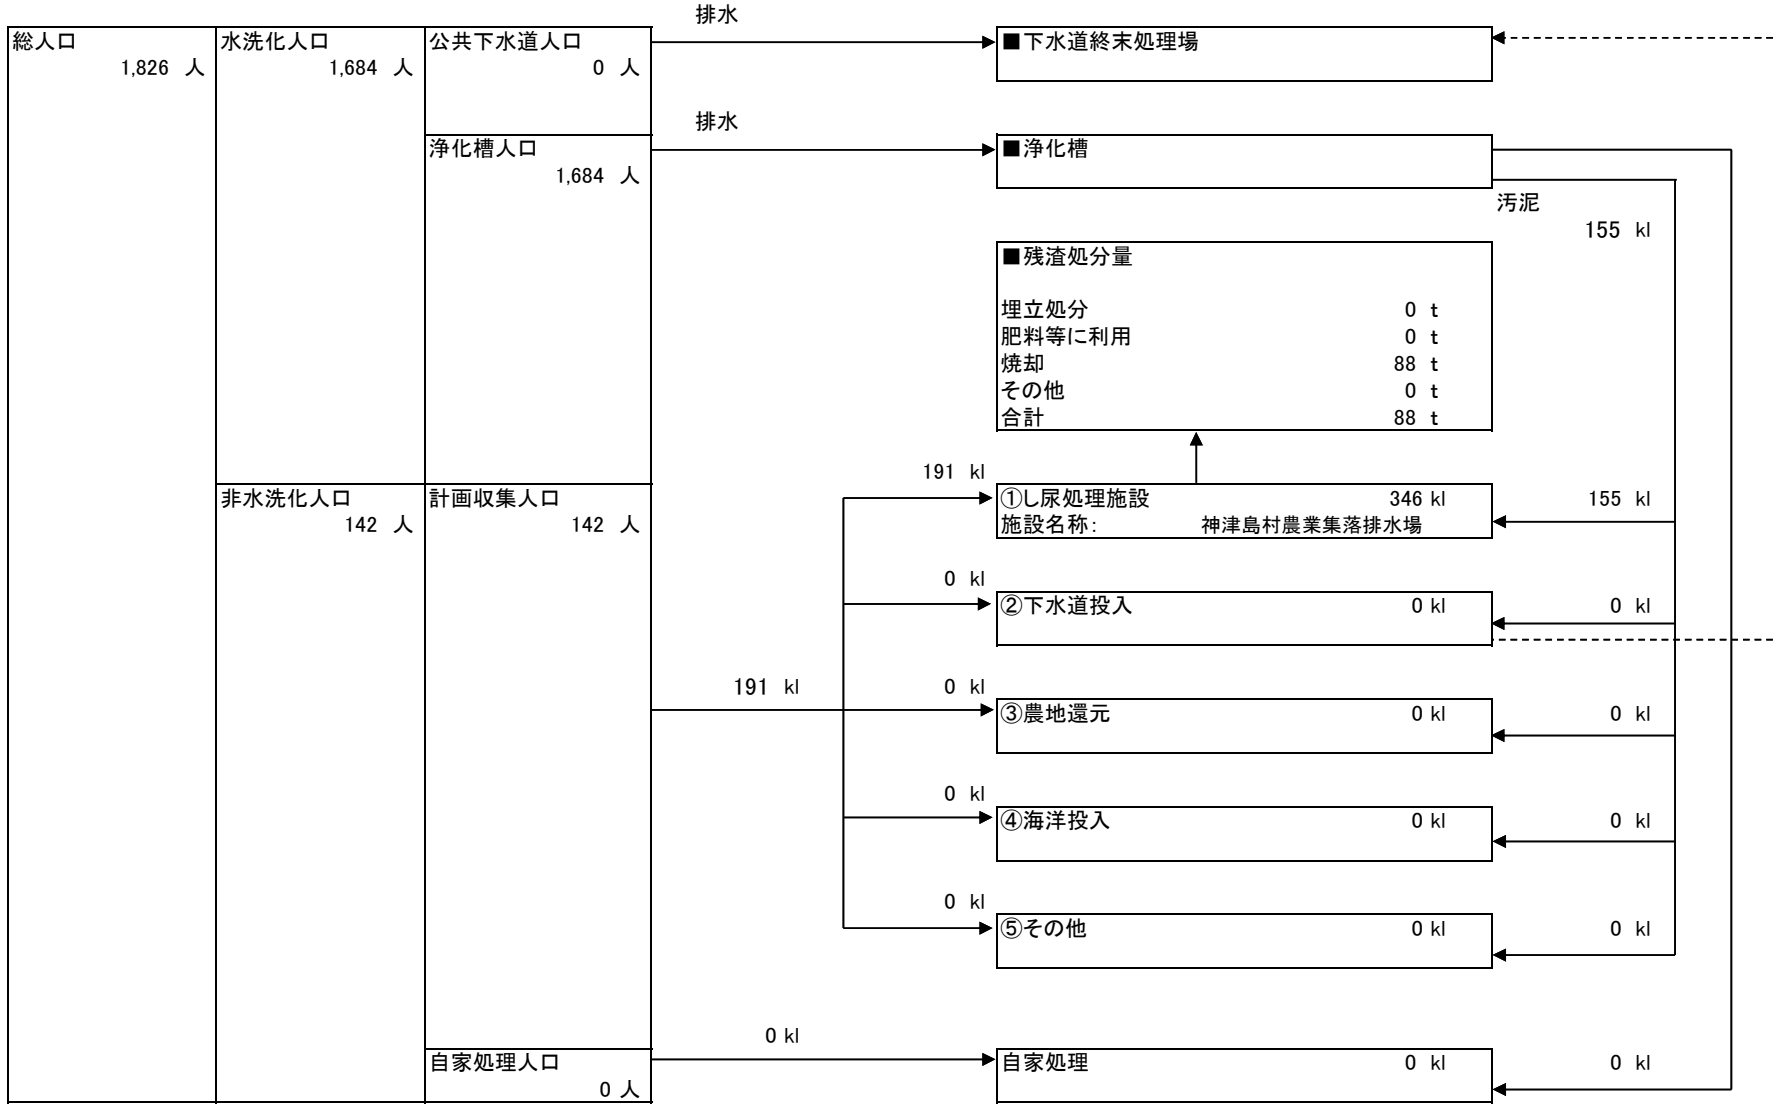 排水
総人口 水洗化人口 公共下水道人口 ■下水道終末処理場
1,826 人 1,684 人 0 人
排水
浄化槽人口 ■浄化槽
1,684 人
汚泥
155 kl
■残渣処分量
埋立処分 0 t
肥料等に利用 0 t
焼却 88 t
その他 0 t
合計 88 t
191 kl
非水洗化人口 計画収集人口 ①し尿処理施設 346 kl 155 kl
142 人 142 人 施設名称: 神津島村農業集落排水場
0 kl
②下水道投入 0 kl 0 kl
191 kl 0 kl
③農地還元 0 kl 0 kl
0 kl
④海洋投入 0 kl 0 kl
0 kl
⑤その他 0 kl 0 kl
0 kl
自家処理人口 自家処理 0 kl 0 kl
0 人